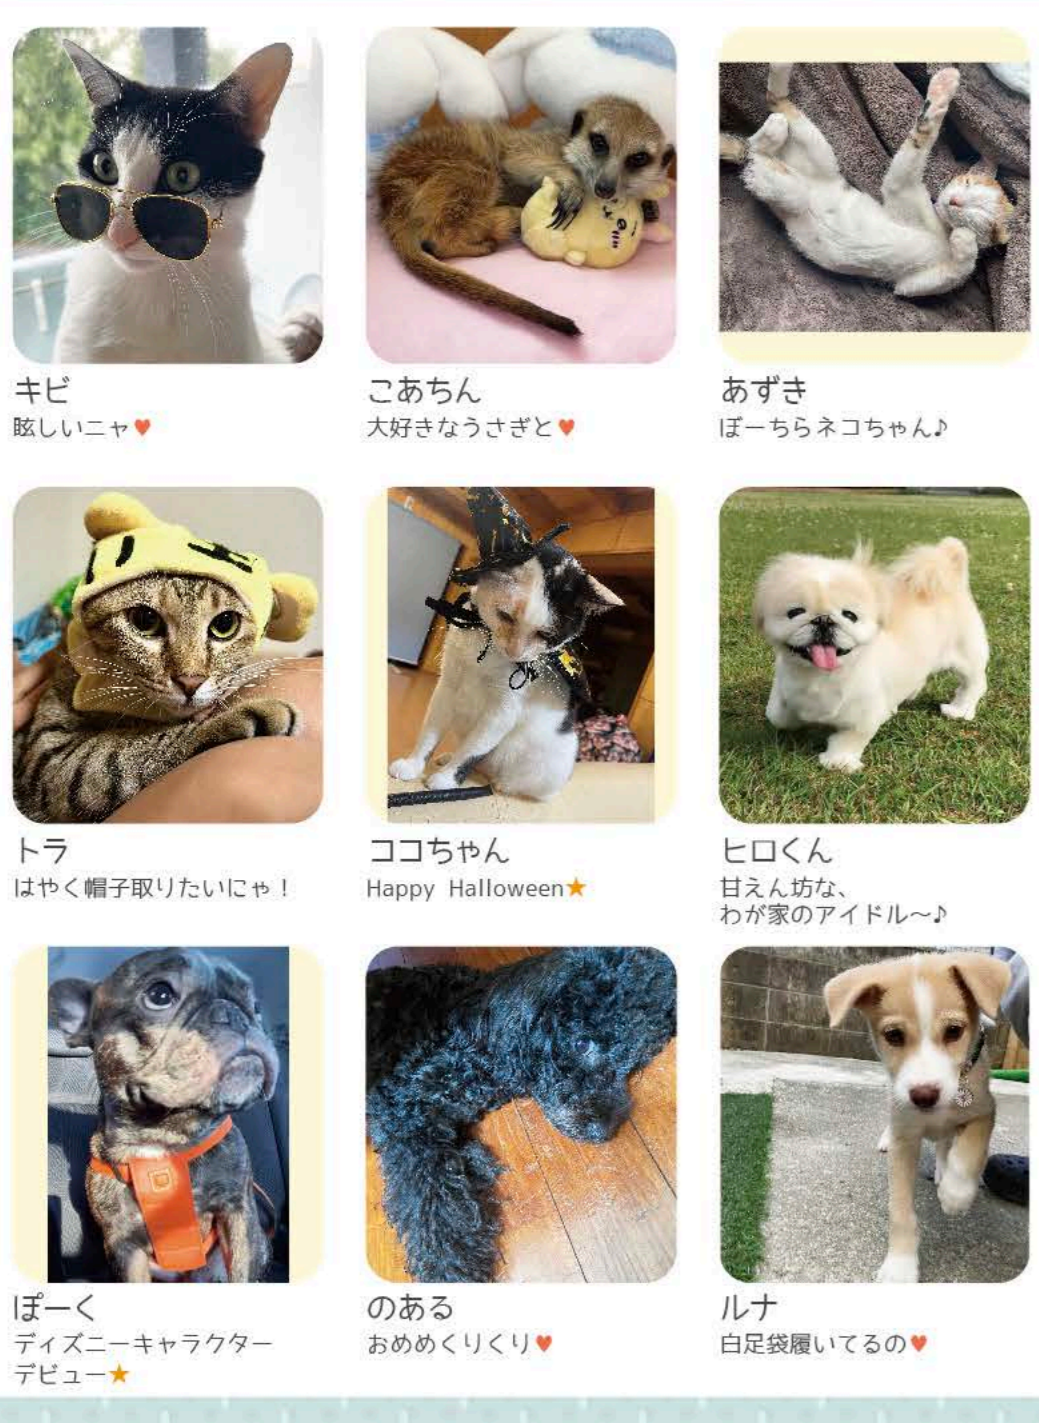 キビ
眩しいニャ♥
こあちん
大好きなうさぎと♥
あずき
ぼーちらネコちゃん♪
トラ
はやく帽子取りたいにゃ！
ココちゃん
Happy Halloween★
ヒロくん
甘えん坊な、
わが家のアイドル〜♪
ぽーく
ディズニーキャラクター
デビュー★
のある
おめめくりくり♥
ルナ
白足袋履いてるの♥